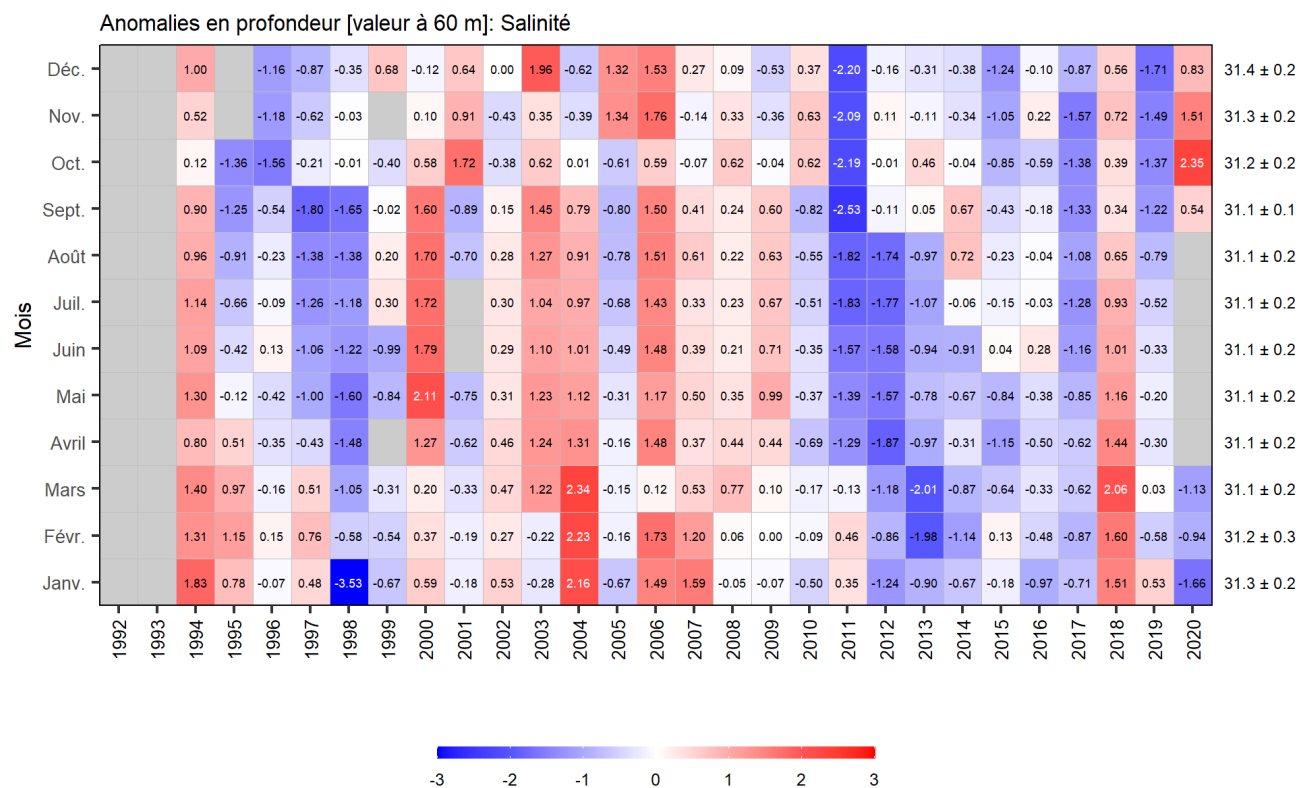 Anomalies en profondeur [valeur à 60 m]: Salinité
Déc. 1.00 -1.16 -0.87 -0.35 0.68 -0.12 0.64 0.00 1.96 -0.62 1.32 1.53 0.27 0.09 -0.53 0.37 -2.20 -0.16 -0.31 -0.38 -1.24 -0.10 -0.87 0.56 -1.71 0.83 31.4 ± 0.2
Nov. 0.52 -1.18 -0.62 -0.03 0.10 0.91 -0.43 0.35 -0.39 1.34 1.76 -0.14 0.33 -0.36 0.63 -2.09 0.11 -0.11 -0.34 -1.05 0.22 -1.57 0.72 -1.49 1.51 31.3 ± 0.2
Oct. 0.12 -1.36 -1.56 -0.21 -0.01 -0.40 0.58 1.72 -0.38 0.62 0.01 -0.61 0.59 -0.07 0.62 -0.04 0.62 -2.19 -0.01 0.46 -0.04 -0.85 -0.59 -1.38 0.39 -1.37 2.35 31.2 ± 0.2
Sept. 0.90 -1.25 -0.54 -1.80 -1.65 -0.02 1.60 -0.89 0.15 1.45 0.79 -0.80 1.50 0.41 0.24 0.60 -0.82 -2.53 -0.11 0.05 0.67 -0.43 -0.18 -1.33 0.34 -1.22 0.54 31.1 ± 0.1
Août 0.96 -0.91 -0.23 -1.38 -1.38 0.20 1.70 -0.70 0.28 1.27 0.91 -0.78 1.51 0.61 0.22 0.63 -0.55 -1.82 -1.74 -0.97 0.72 -0.23 -0.04 -1.08 0.65 -0.79 31.1 ± 0.2
Juil. 1.14 -0.66 -0.09 -1.26 -1.18 0.30 1.72 0.30 1.04 0.97 -0.68 1.43 0.33 0.23 0.67 -0.51 -1.83 -1.77 -1.07 -0.06 -0.15 -0.03 -1.28 0.93 -0.52 31.1 ± 0.2
Juin 1.09 -0.42 0.13 -1.06 -1.22 -0.99 1.79 0.29 1.10 1.01 -0.49 1.48 0.39 0.21 0.71 -0.35 -1.57 -1.58 -0.94 -0.91 0.04 0.28 -1.16 1.01 -0.33 31.1 ± 0.2
Mai 1.30 -0.12 -0.42 -1.00 -1.60 -0.84 2.11 -0.75 0.31 1.23 1.12 -0.31 1.17 0.50 0.35 0.99 -0.37 -1.39 -1.57 -0.78 -0.67 -0.84 -0.38 -0.85 1.16 -0.20 31.1 ± 0.2
Avril 0.80 0.51 -0.35 -0.43 -1.48 1.27 -0.62 0.46 1.24 1.31 -0.16 1.48 0.37 0.44 0.44 -0.69 -1.29 -1.87 -0.97 -0.31 -1.15 -0.50 -0.62 1.44 -0.30 31.1 ± 0.2
Mars 1.40 0.97 -0.16 0.51 -1.05 -0.31 0.20 -0.33 0.47 1.22 2.34 -0.15 0.12 0.53 0.77 0.10 -0.17 -0.13 -1.18 -2.01 -0.87 -0.64 -0.33 -0.62 2.06 0.03 -1.13 31.1 ± 0.2
Févr. 1.31 1.15 0.15 0.76 -0.58 -0.54 0.37 -0.19 0.27 -0.22 2.23 -0.16 1.73 1.20 0.06 0.00 -0.09 0.46 -0.86 -1.98 -1.14 0.13 -0.48 -0.87 1.60 -0.58 -0.94 31.2 ± 0.3
Janv. 1.83 0.78 -0.07 0.48 -3.53 -0.67 0.59 -0.18 0.53 -0.28 2.16 -0.67 1.49 1.59 -0.05 -0.07 -0.50 0.35 -1.24 -0.90 -0.67 -0.18 -0.97 -0.71 1.51 0.53 -1.66 31.3 ± 0.2
Mois
1992 1993 1994 1995 1996 1997 1998 1999 2000 2001 2002 2003 2004 2005 2006 2007 2008 2009 2010 2011 2012 2013 2014 2015 2016 2017 2018 2019 2020
-3 -2 -1 0 1 2 3